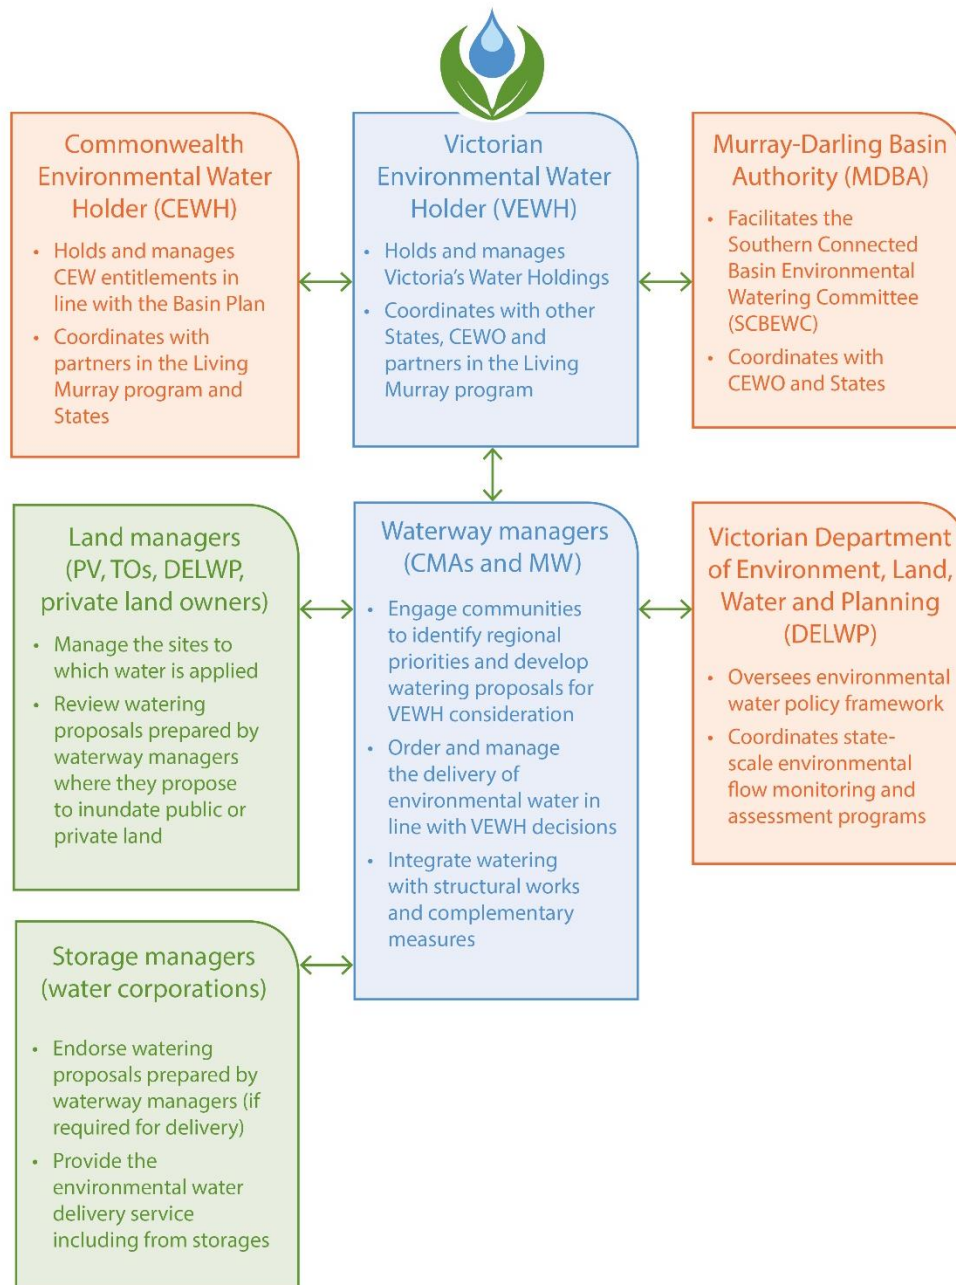 Commonwealth
Environmental Water
Holder (CEWH)
• Holds and manages
CEW entitlements in
line with the Basin Plan
• Coordinates with
partners in the Living
Murray program and
States
Victorian
Environmental Water
Holder (VEWH)
• Holds and manages
Victoria's Water Holdings
• Coordinates with other
States, CEWO and
partners in the Living
Murray program
Murray-Darling Basin
Authority (MDBA)
• Facilitates the
Southern Connected
Basin Environmental
Watering Committee
(SCBEWC)
• Coordinates with
CEWO and States
Land managers
(PV, TOs, DELWP,
private land owners)
• Manage the sites to
which water is applied
• Review watering
proposals prepared by
waterway managers
where they propose
to inundate public or
private land
Waterway managers
(CMAs and MW)
• Engage communities
to identify regional
priorities and develop
watering proposals for
VEWH consideration
• Order and manage
the delivery of
environmental water in
line with VEWH decisions
• Integrate watering
with structural works
and complementary
measures
Victorian Department
of Environment, Land,
Water and Planning
(DELWP)
• Oversees environmental
water policy framework
• Coordinates state-
scale environmental
flow monitoring and
assessment programs
Storage managers
(water corporations)
• Endorse watering
proposals prepared by
waterway managers (if
required for delivery)
• Provide the
environmental water
delivery service
including from storages